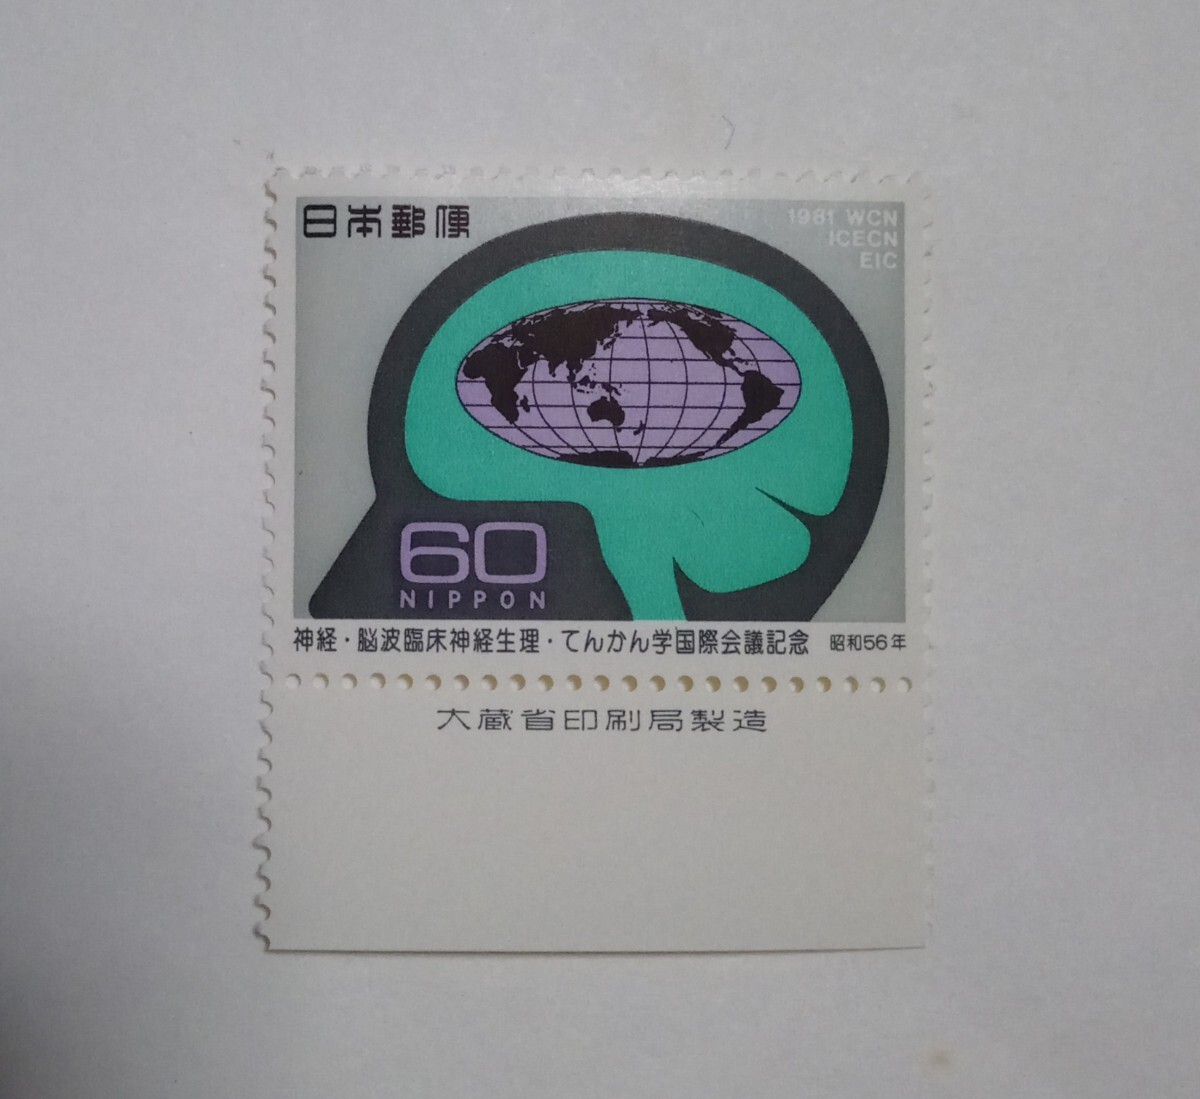 日本郵便
1981 WCN
ICECN
EIC
60
NIPPON
神経・脳波臨床神経生理・てんかん学国際会議記念 昭和56年
大蔵省印刷局製造